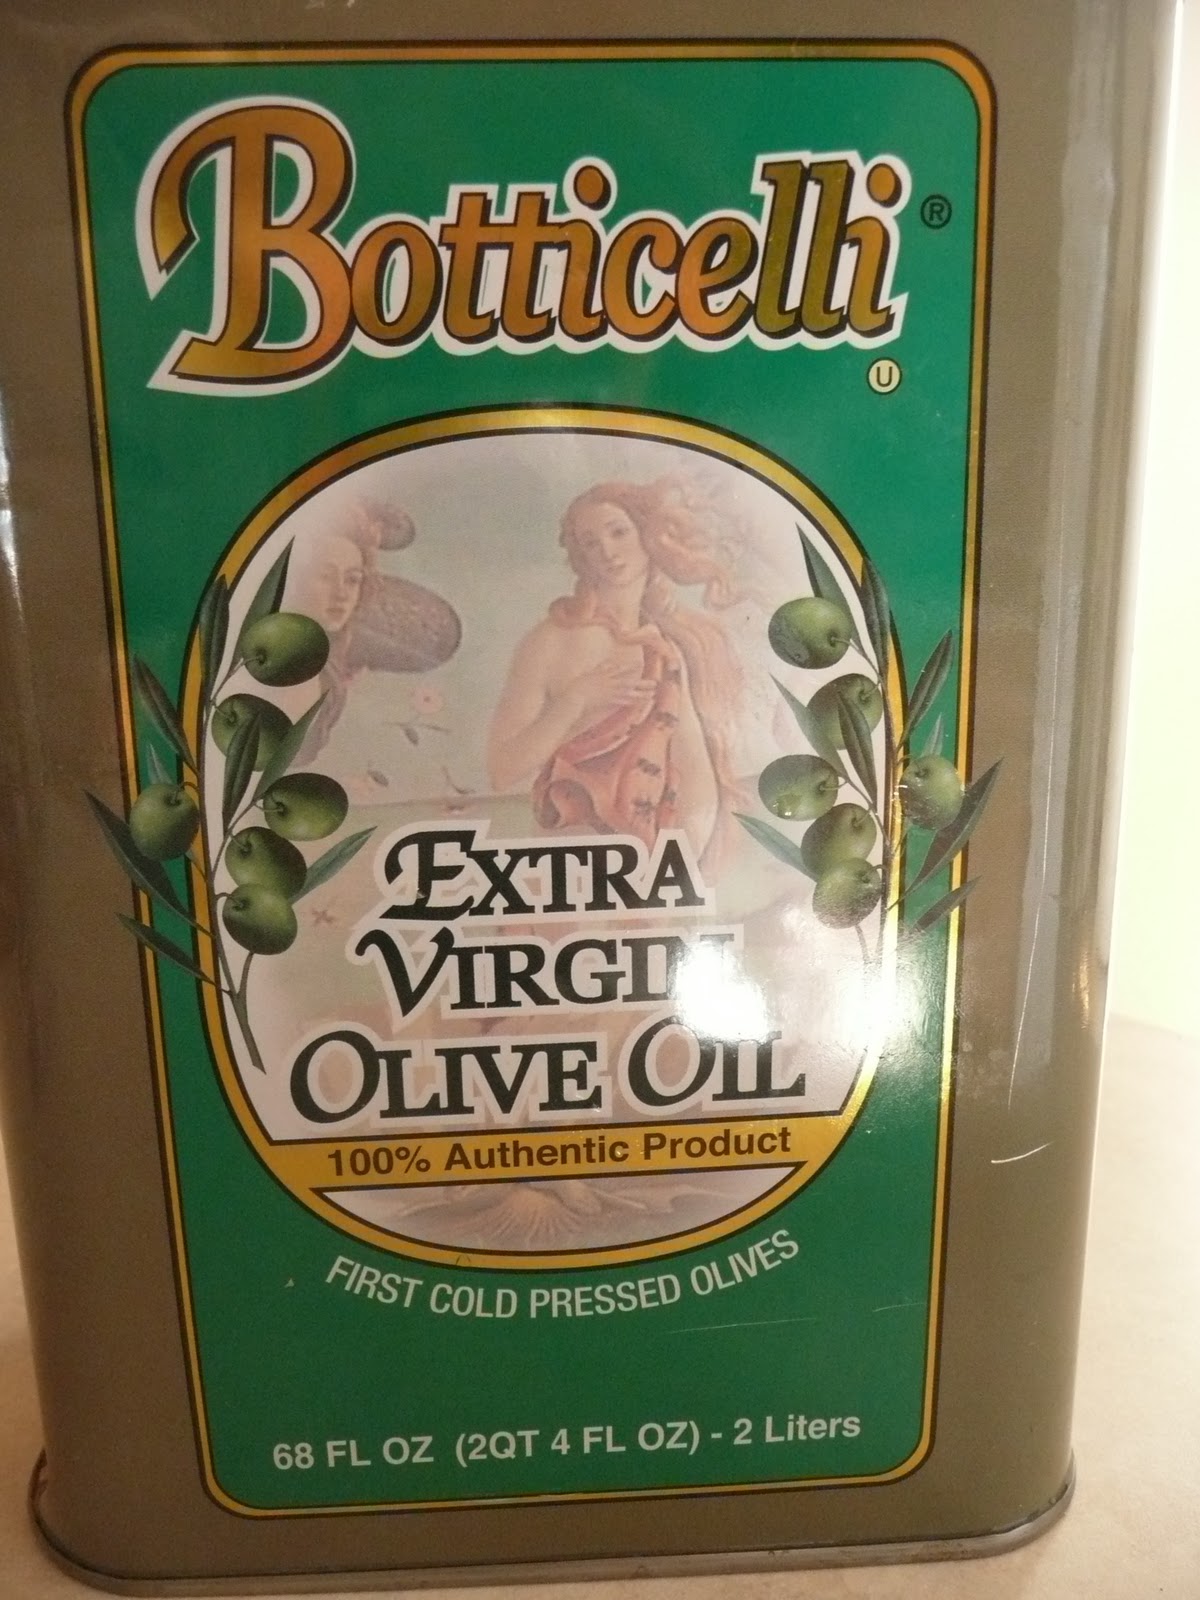 Botticelli ®
U
EXTRA
VIRGIN
OLIVE OIL
100% Authentic Product
FIRST COLD PRESSED OLIVES
68 FL OZ (2QT 4 FL OZ) - 2 Liters